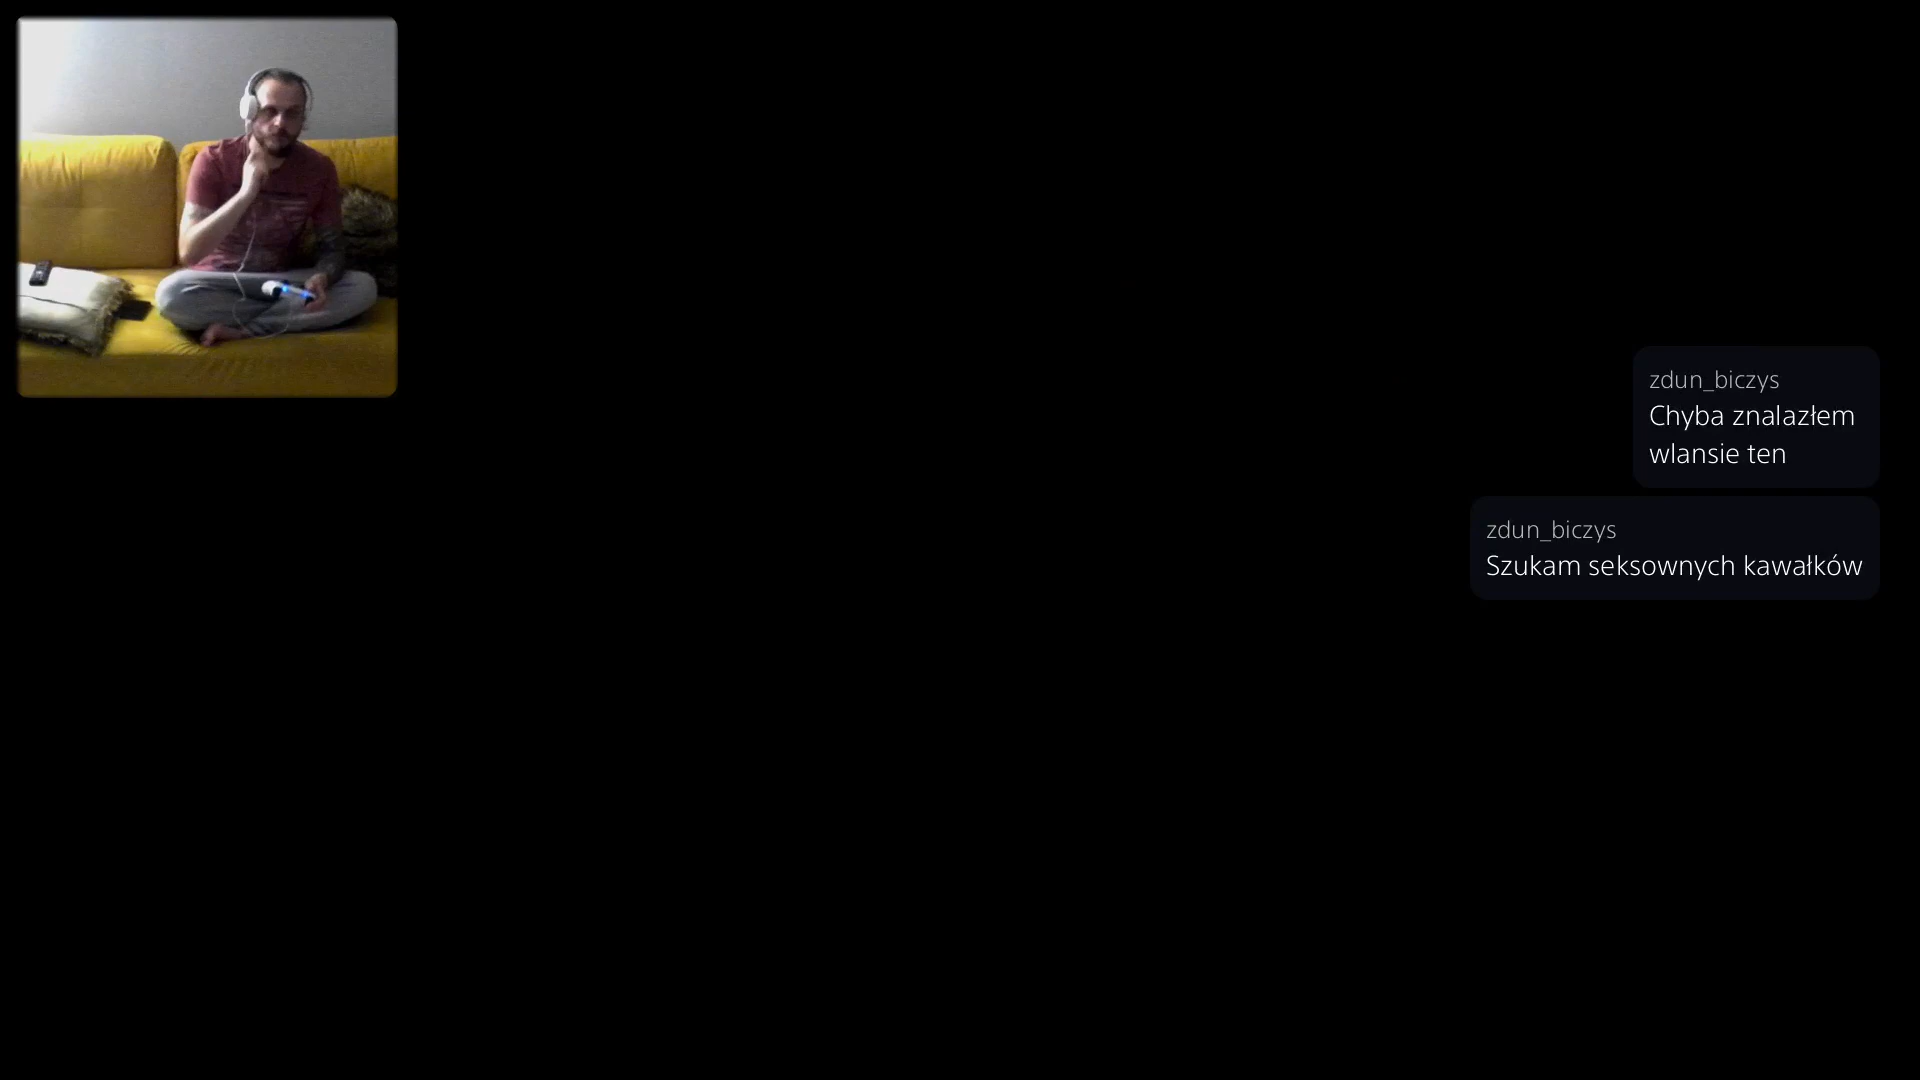 zdun_biczys
Chyba znalazłem
wlansie ten
zdun_biczys
Szukam seksownych kawałków